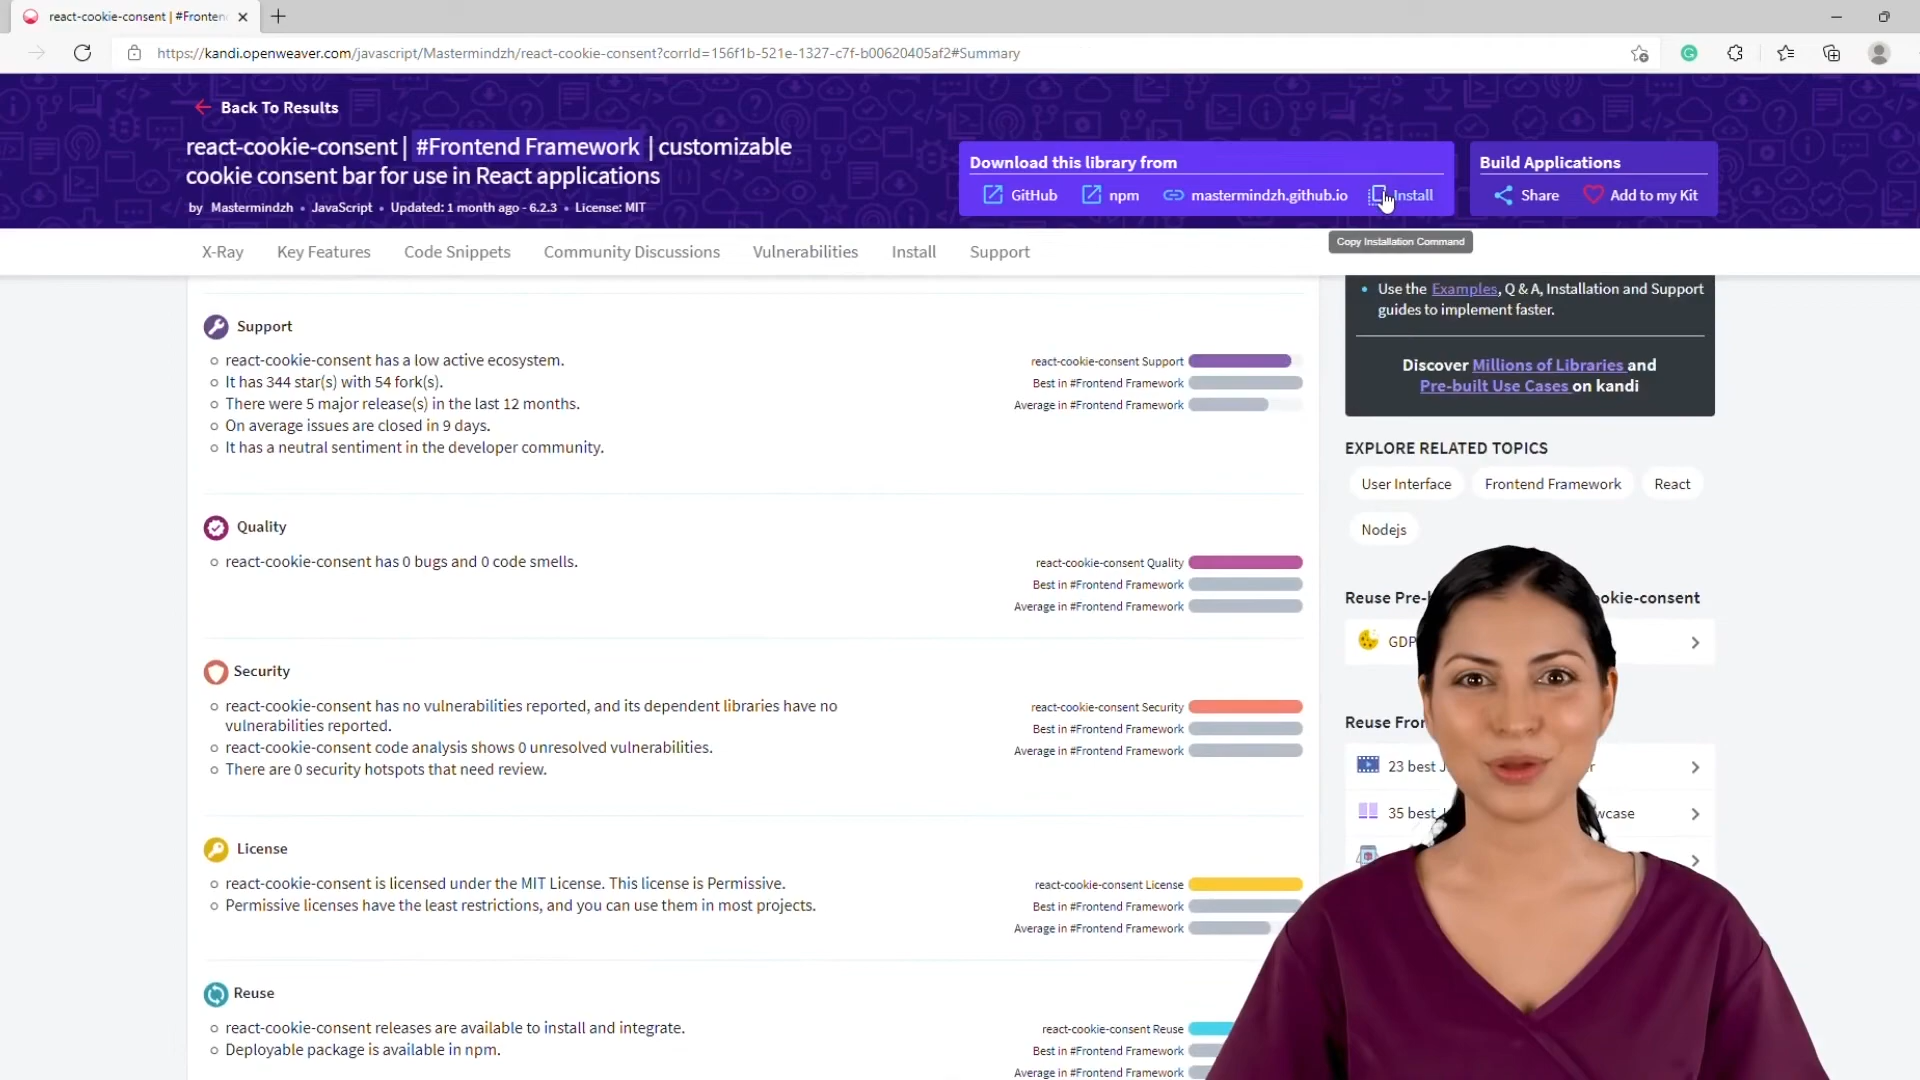 react-cookie-consent | #Fronten
https://kandi.openweaver.com/javascript/Mastermindzh/react-cookie-consent?corrId=156f1b-521e-1327-c7f-b00620405af2#Summary
Back To Results
react-cookie-consent | #Frontend Framework | customizable
cookie consent bar for use in React applications
by Mastermindzh • JavaScript • Updated: 1 month ago - 6.2.3 • License: MIT
Download this library from
GitHub npm mastermindzh.github.io Install
Build Applications
Share Add to my Kit
Copy Installation Command
X-Ray Key Features Code Snippets Community Discussions Vulnerabilities Install Support
Support
react-cookie-consent has a low active ecosystem.
It has 344 star(s) with 54 fork(s).
There were 5 major release(s) in the last 12 months.
On average issues are closed in 9 days.
It has a neutral sentiment in the developer community.
react-cookie-consent Support
Best in #Frontend Framework
Average in #Frontend Framework
Quality
react-cookie-consent has 0 bugs and 0 code smells.
react-cookie-consent Quality
Best in #Frontend Framework
Average in #Frontend Framework
Security
react-cookie-consent has no vulnerabilities reported, and its dependent libraries have no
vulnerabilities reported.
react-cookie-consent code analysis shows 0 unresolved vulnerabilities.
There are 0 security hotspots that need review.
react-cookie-consent Security
Best in #Frontend Framework
Average in #Frontend Framework
License
react-cookie-consent is licensed under the MIT License. This license is Permissive.
Permissive licenses have the least restrictions, and you can use them in most projects.
react-cookie-consent License
Best in #Frontend Framework
Average in #Frontend Framework
Reuse
react-cookie-consent releases are available to install and integrate.
Deployable package is available in npm.
react-cookie-consent Reuse
Best in #Frontend Framework
Average in #Frontend Framework
• Use the Examples, Q & A, Installation and Support
guides to implement faster.
Discover Millions of Libraries and
Pre-built Use Cases on kandi
EXPLORE RELATED TOPICS
User Interface Frontend Framework React
Nodejs
Reuse Pre- okie-consent
GDP
Reuse Fro
23 best
35 best wcase